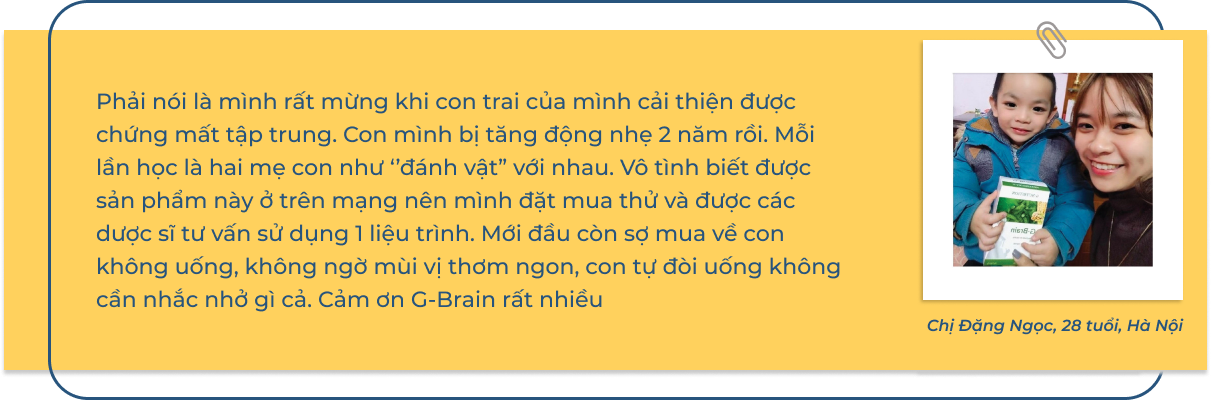 Phải nói là mình rất mừng khi con trai của mình cải thiện được
chứng mất tập trung. Con mình bị tăng động nhẹ 2 năm rồi. Mỗi
lần học là hai mẹ con như ‘’đánh vật” với nhau. Vô tình biết được
sản phẩm này ở trên mạng nên mình đặt mua thử và được các
dược sĩ tư vấn sử dụng 1 liệu trình. Mới đầu còn sợ mua về con
không uống, không ngờ mùi vị thơm ngon, con tự đòi uống không
cần nhắc nhở gì cả. Cảm ơn G-Brain rất nhiều
G-Brain
Chị Đặng Ngọc, 28 tuổi, Hà Nội